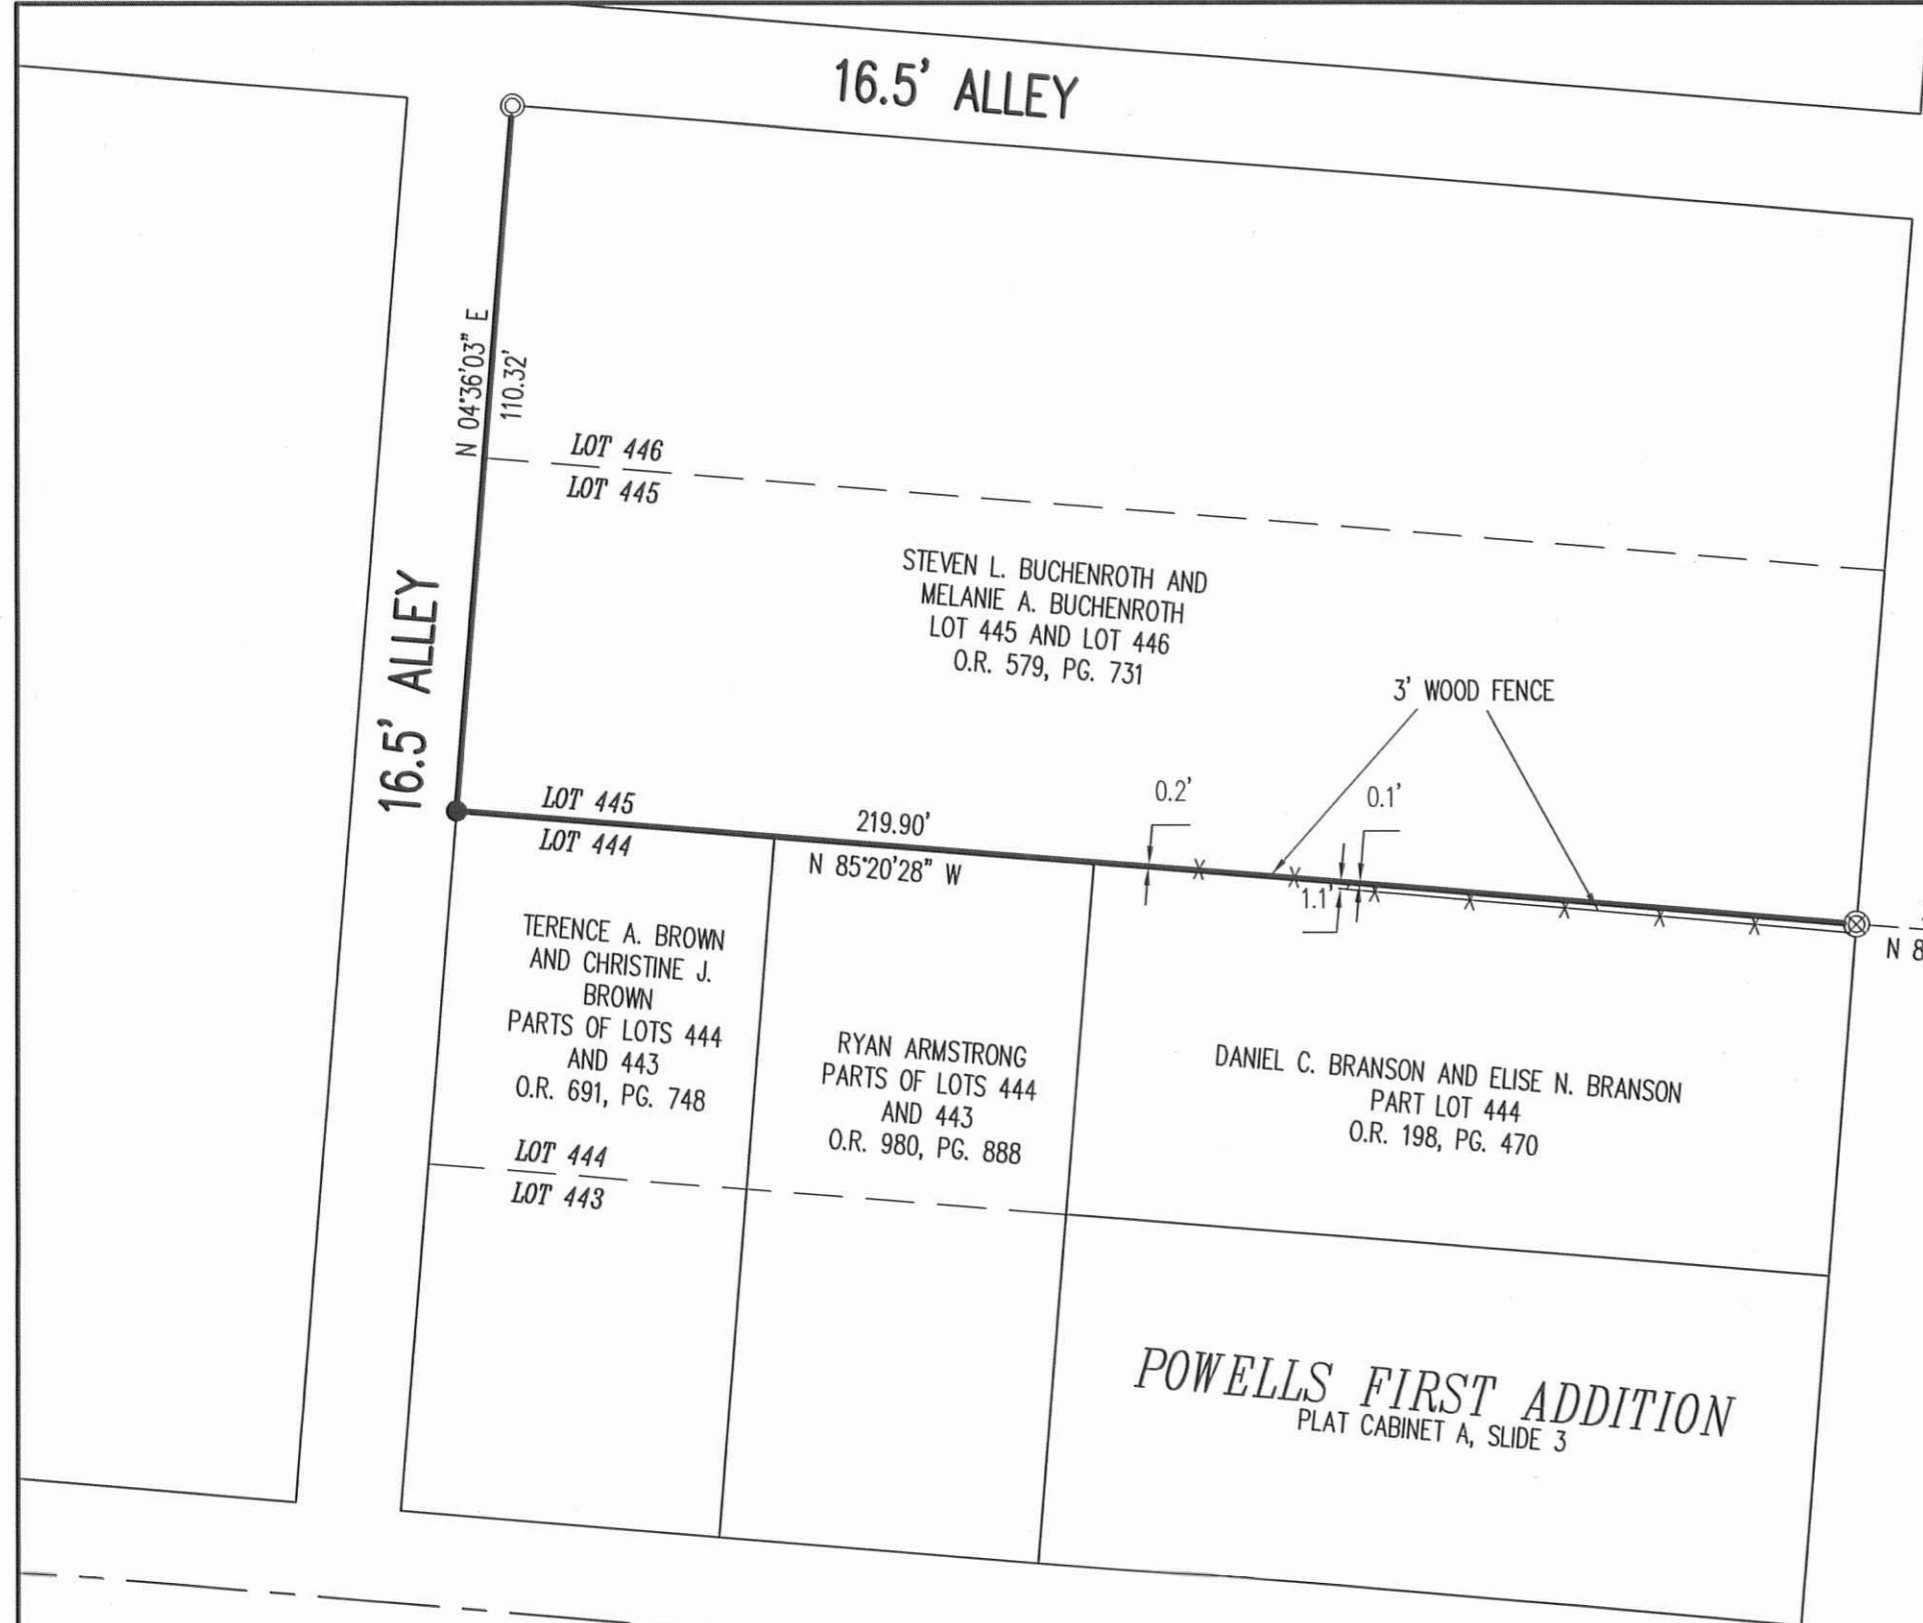 16.5' ALLEY
N 04°36'03" E
110.32'
LOT 446
LOT 445
STEVEN L. BUCHENROTH AND
MELANIE A. BUCHENROTH
LOT 445 AND LOT 446
O.R. 579, PG. 731
16.5' ALLEY
3' WOOD FENCE
0.2'
0.1'
1.1'
LOT 445
LOT 444
219.90'
N 85°20'28" W
N 8
TERENCE A. BROWN
AND CHRISTINE J.
BROWN
PARTS OF LOTS 444
AND 443
O.R. 691, PG. 748
RYAN ARMSTRONG
PARTS OF LOTS 444
AND 443
O.R. 980, PG. 888
DANIEL C. BRANSON AND ELISE N. BRANSON
PART LOT 444
O.R. 198, PG. 470
LOT 444
LOT 443
POWELLS FIRST ADDITION
PLAT CABINET A, SLIDE 3